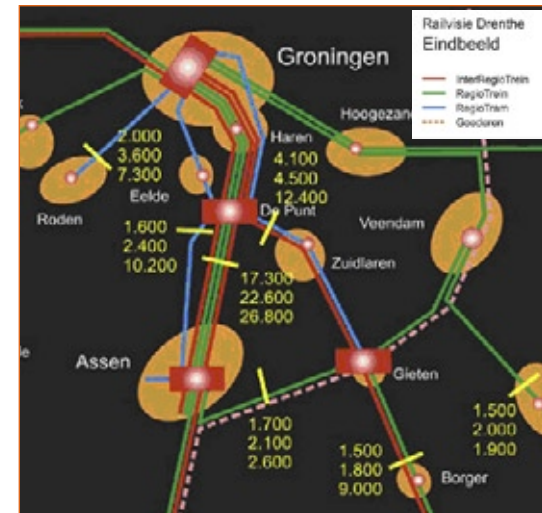 Railvisie Drenthe
Eindbeeld
InterRegioTrein
RegioTrein
RegioTram
Goederen
Groningen
Hoogezand
Haren
2.000
3.600
7.300
4.100
4.500
12.400
Eelde
Roden
De Punt
Veendam
1.600
2.400
10.200
Zuidlaren
17.300
22.600
26.800
Assen
Gieten
1.700
2.100
2.600
1.500
2.000
1.900
1.500
1.800
9.000
Borger